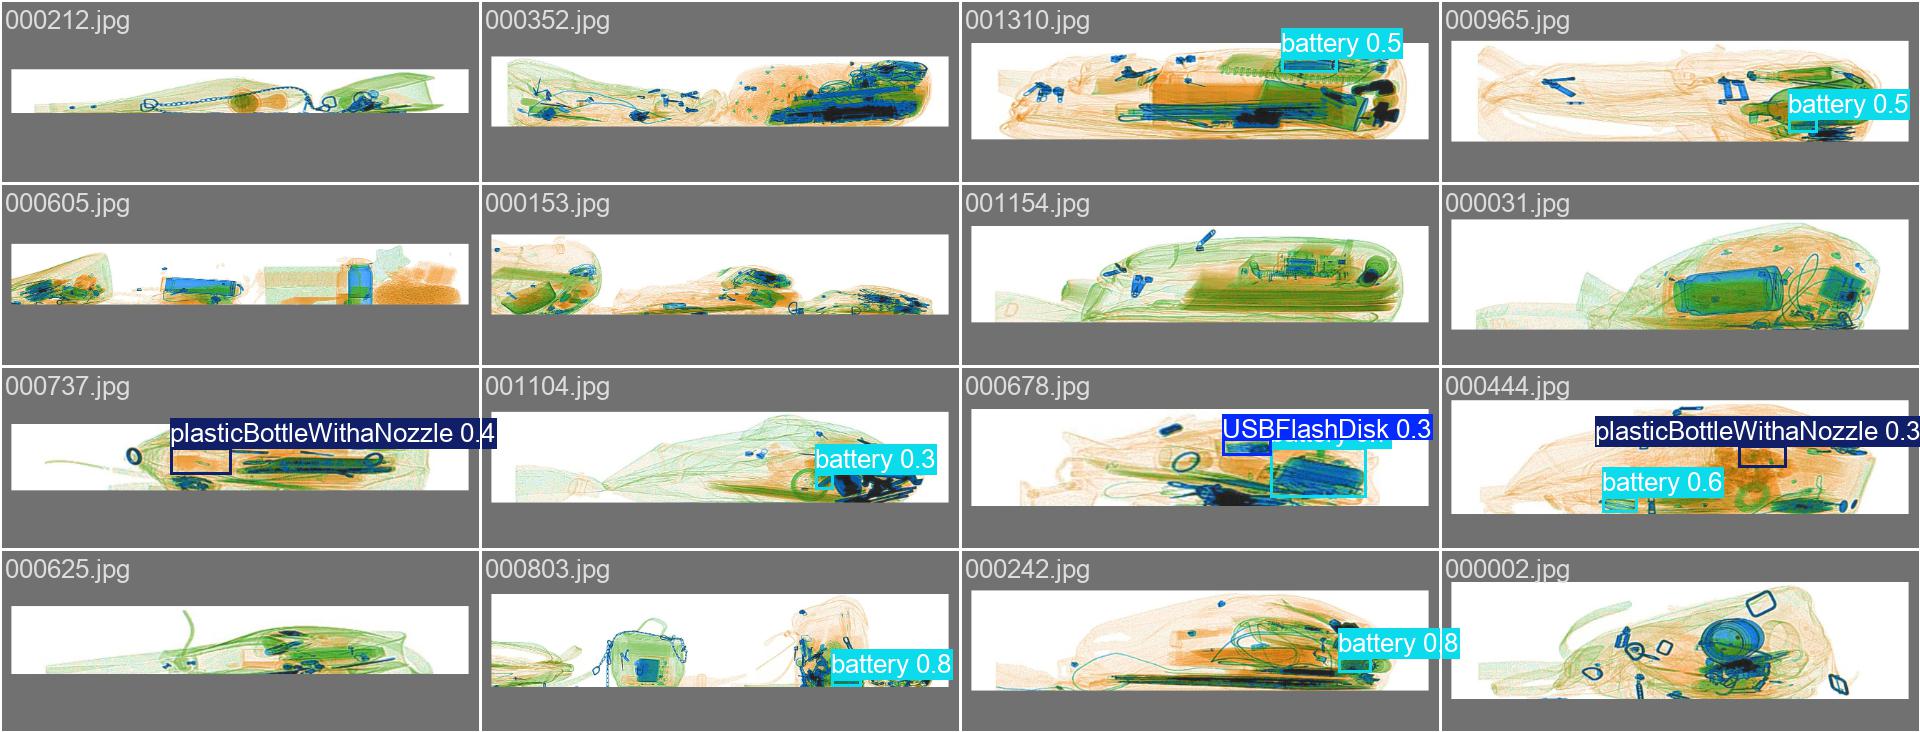 000212.jpg
000352.jpg
001310.jpg
battery 0.5
000965.jpg
battery 0.5
000605.jpg
000153.jpg
001154.jpg
000031.jpg
000737.jpg
plasticBottleWithaNozzle 0.4
001104.jpg
battery 0.3
000678.jpg
USBFlashDisk 0.3
000444.jpg
plasticBottleWithaNozzle 0.3
battery 0.6
000625.jpg
000803.jpg
battery 0.8
000242.jpg
battery 0.8
000002.jpg